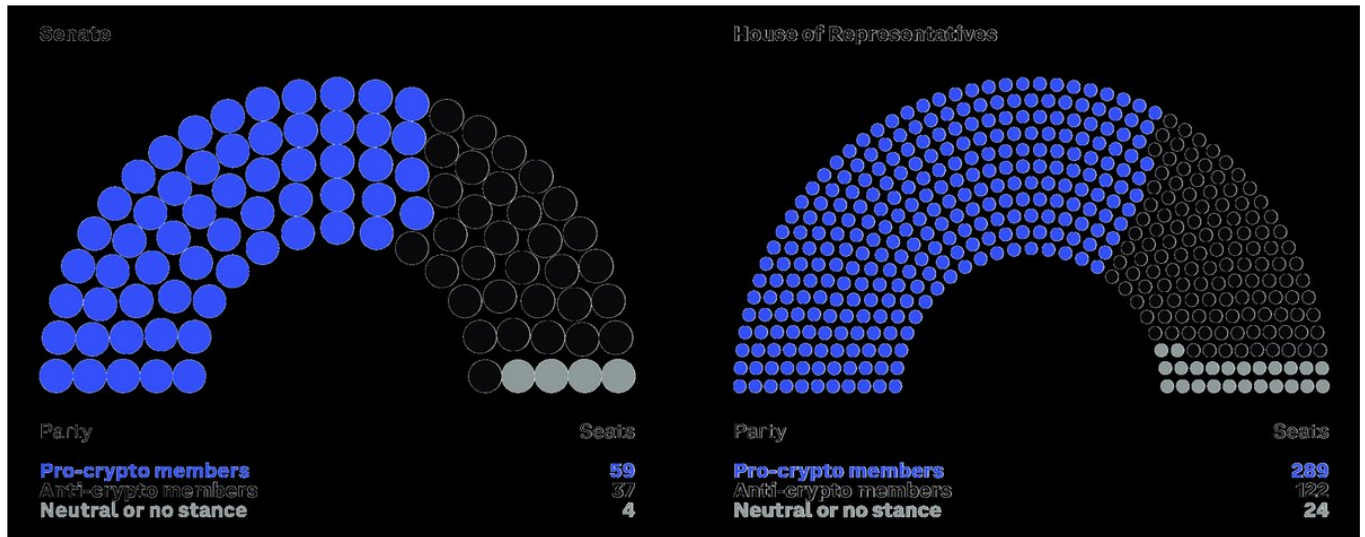 Senate
Party Seats
Pro-crypto members 59
Anti-crypto members 37
Neutral or no stance 4
House of Representatives
Party Seats
Pro-crypto members 289
Anti-crypto members 122
Neutral or no stance 24